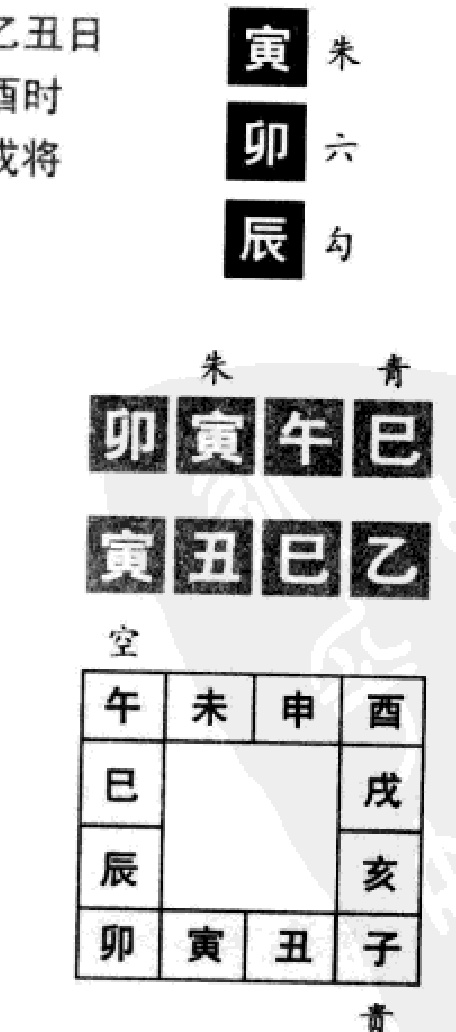 乙丑日
酉时
戌将
寅 朱
卯 六
辰 勾
朱 青
卯 寅 午 巳
寅 丑 巳 乙
空
午 未 申 酉
巳 戌
辰 亥
卯 寅 丑 子
贵